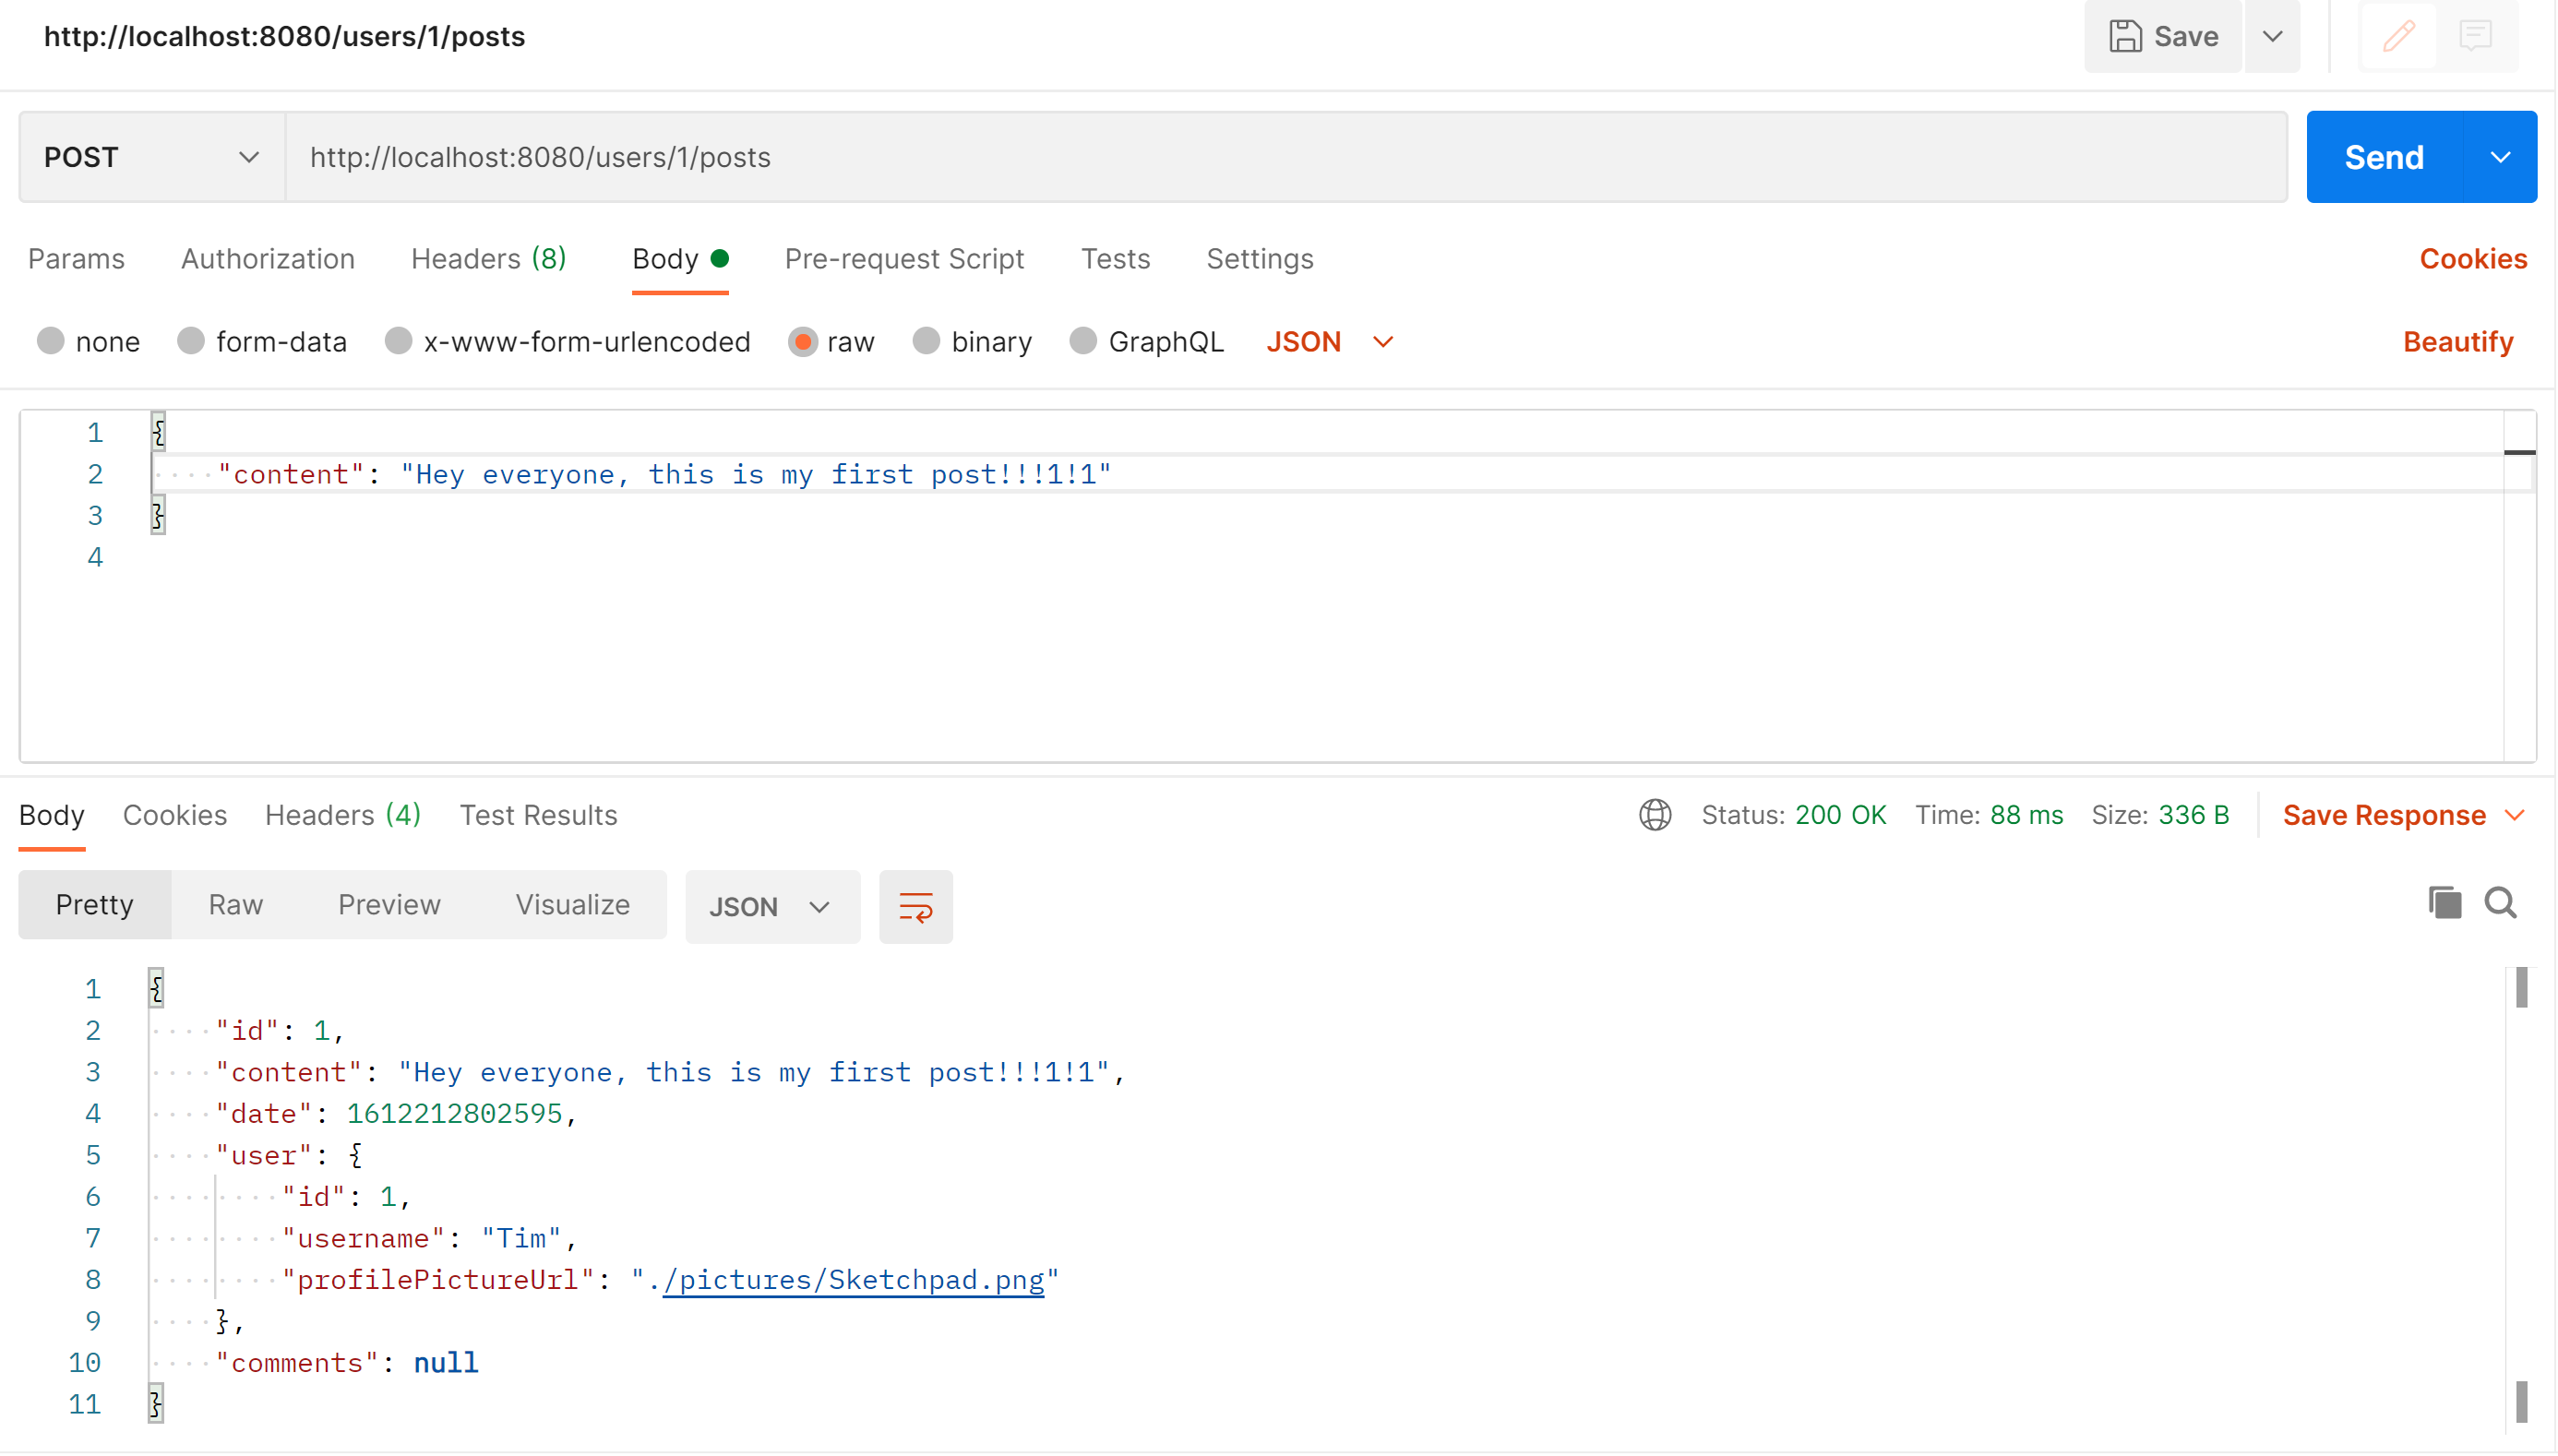 http://localhost:8080/users/1/posts
Save
POST
http://localhost:8080/users/1/posts
Send
Params Authorization Headers (8) Body Pre-request Script Tests Settings Cookies
none form-data x-www-form-urlencoded raw binary GraphQL JSON Beautify
1 {
2 "content": "Hey everyone, this is my first post!!!1!1"
3 }
4
Body Cookies Headers (4) Test Results Status: 200 OK Time: 88 ms Size: 336 B Save Response
Pretty Raw Preview Visualize JSON
1 {
2 "id": 1,
3 "content": "Hey everyone, this is my first post!!!1!1",
4 "date": 1612212802595,
5 "user": {
6 "id": 1,
7 "username": "Tim",
8 "profilePictureUrl": "./pictures/Sketchpad.png"
9 },
10 "comments": null
11 }